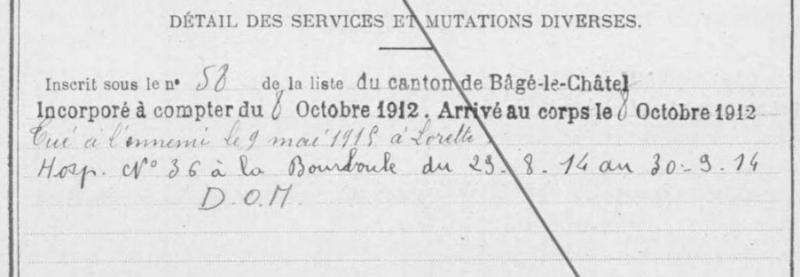 DÉTAIL DES SERVICES ET MUTATIONS DIVERSES.
Inscrit sous le nº 58 de la liste du canton de Bâgé-le-Châtel
Incorporé à compter du 8 Octobre 1912. Arrivé au corps le 8 Octobre 1912
Tué à l'ennemi le 9 mai 1915 à Lorette.
Hosp. Nº 36 à la Bourboule du 29.8.14 au 30.9.14
D.O.M.